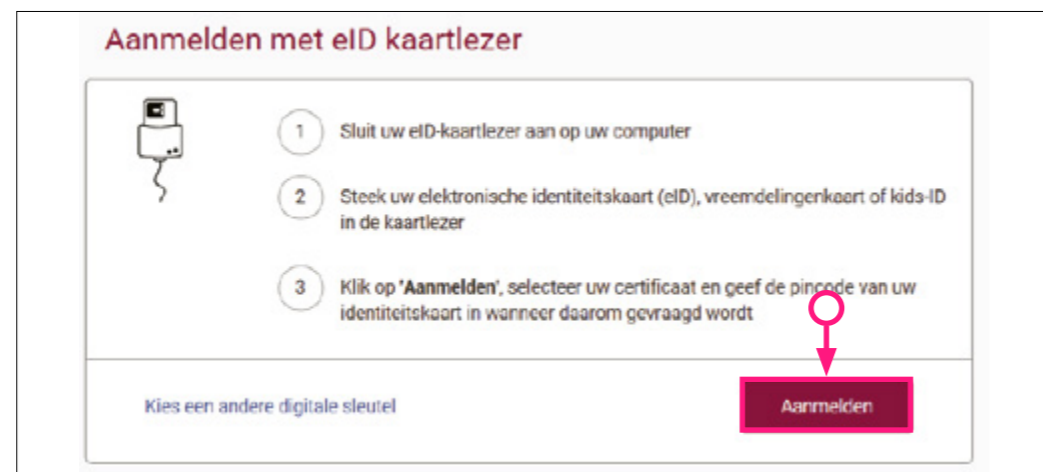 Aanmelden met eID kaartlezer
1 Sluit uw eID-kaartlezer aan op uw computer
2 Steek uw elektronische identiteitskaart (eID), vreemdelingenkaart of kids-ID
in de kaartlezer
3 Klik op 'Aanmelden', selecteer uw certificaat en geef de pincode van uw
identiteitskaart in wanneer daarom gevraagd wordt
Kies een andere digitale sleutel
Aanmelden